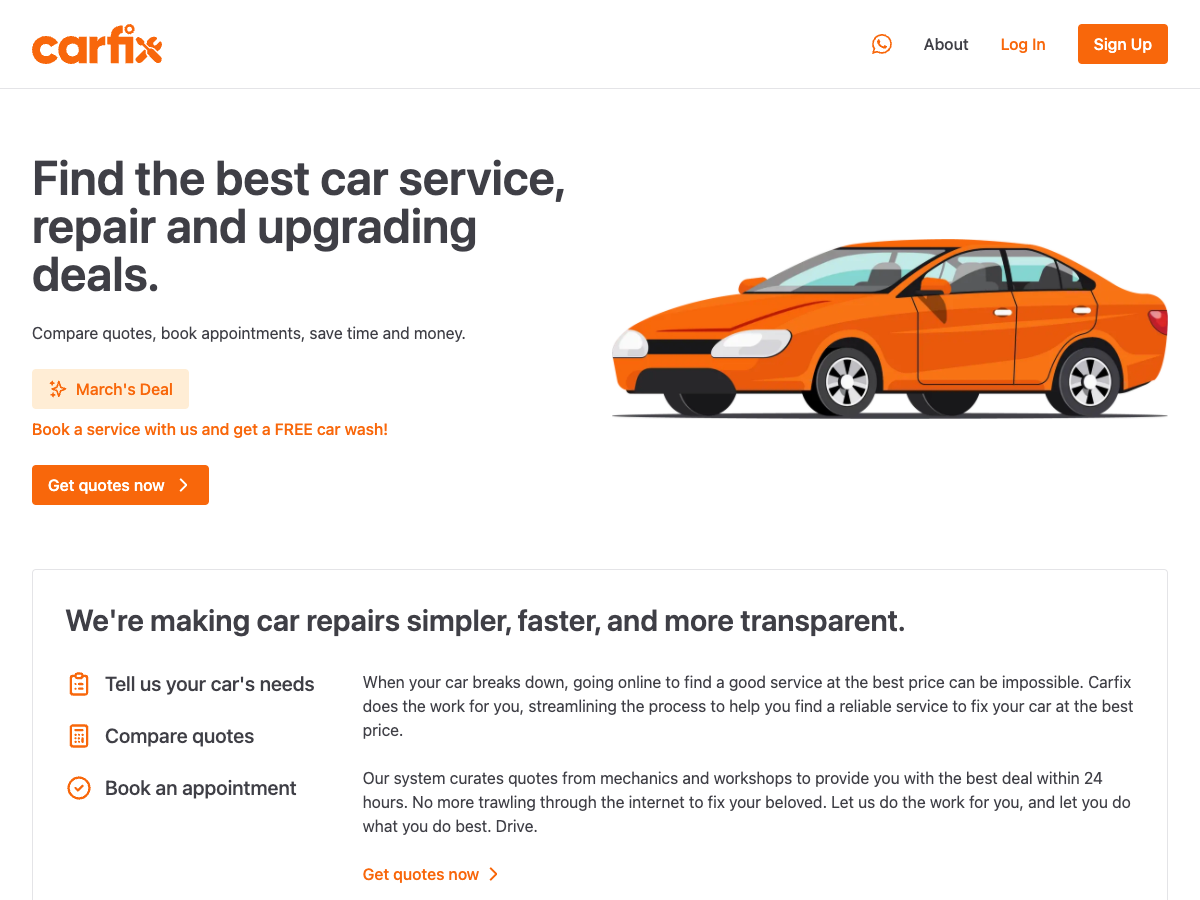 carfix
About
Log In
Sign Up
Find the best car service,
repair and upgrading
deals.
Compare quotes, book appointments, save time and money.
March's Deal
Book a service with us and get a FREE car wash!
Get quotes now
We're making car repairs simpler, faster, and more transparent.
Tell us your car's needs
Compare quotes
Book an appointment
When your car breaks down, going online to find a good service at the best price can be impossible. Carfix
does the work for you, streamlining the process to help you find a reliable service to fix your car at the best
price.
Our system curates quotes from mechanics and workshops to provide you with the best deal within 24
hours. No more trawling through the internet to fix your beloved. Let us do the work for you, and let you do
what you do best. Drive.
Get quotes now